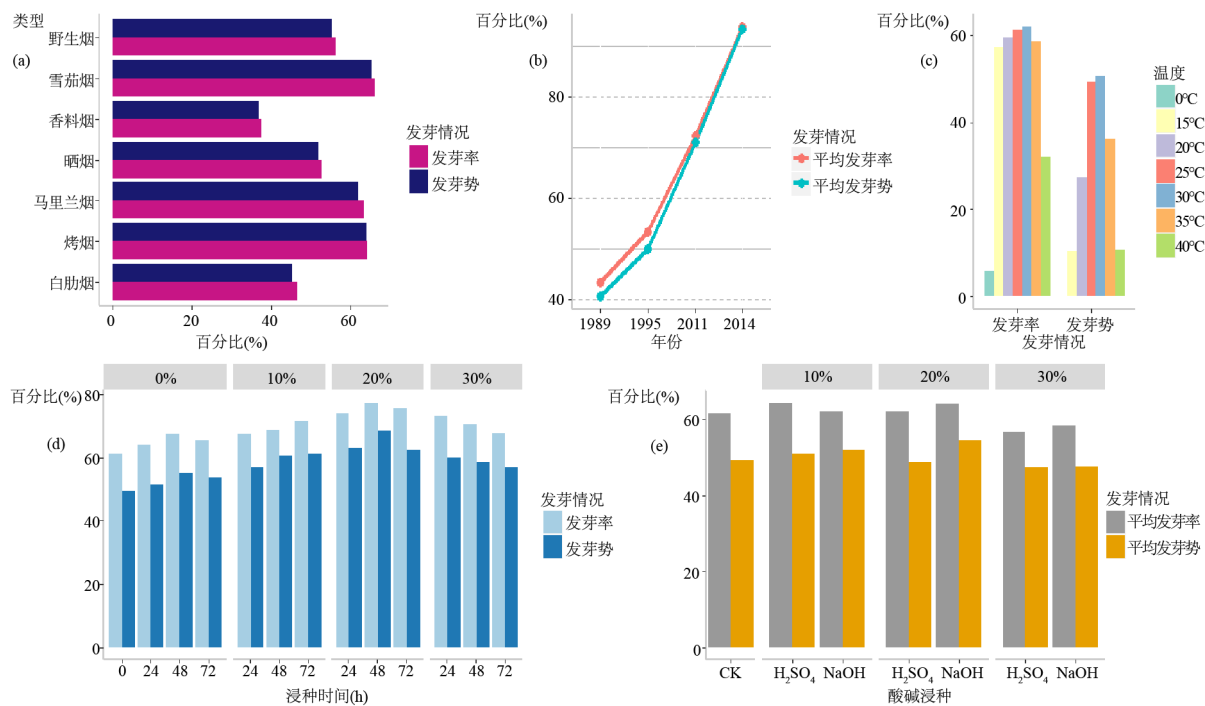 类型
(a)
野生烟
雪茄烟
香料烟
晒烟
马里兰烟
烤烟
白肋烟
0
20
40
60
百分比(%)
发芽情况
发芽率
发芽势
百分比(%)
(b)
80
60
40
1989
1995
2011
2014
年份
发芽情况
平均发芽率
平均发芽势
百分比(%)
(c)
60
40
20
0
发芽率
发芽势
发芽情况
温度
0℃
15℃
20℃
25℃
30℃
35℃
40℃
0%
10%
20%
30%
百分比(%)
(d)
80
60
40
20
0
0
24
48
72
24
48
72
24
48
72
24
48
72
浸种时间(h)
发芽情况
发芽率
发芽势
10%
20%
30%
百分比(%)
(e)
60
40
20
0
CK
H₂SO₄
NaOH
H₂SO₄
NaOH
H₂SO₄
NaOH
酸碱浸种
发芽情况
平均发芽率
平均发芽势